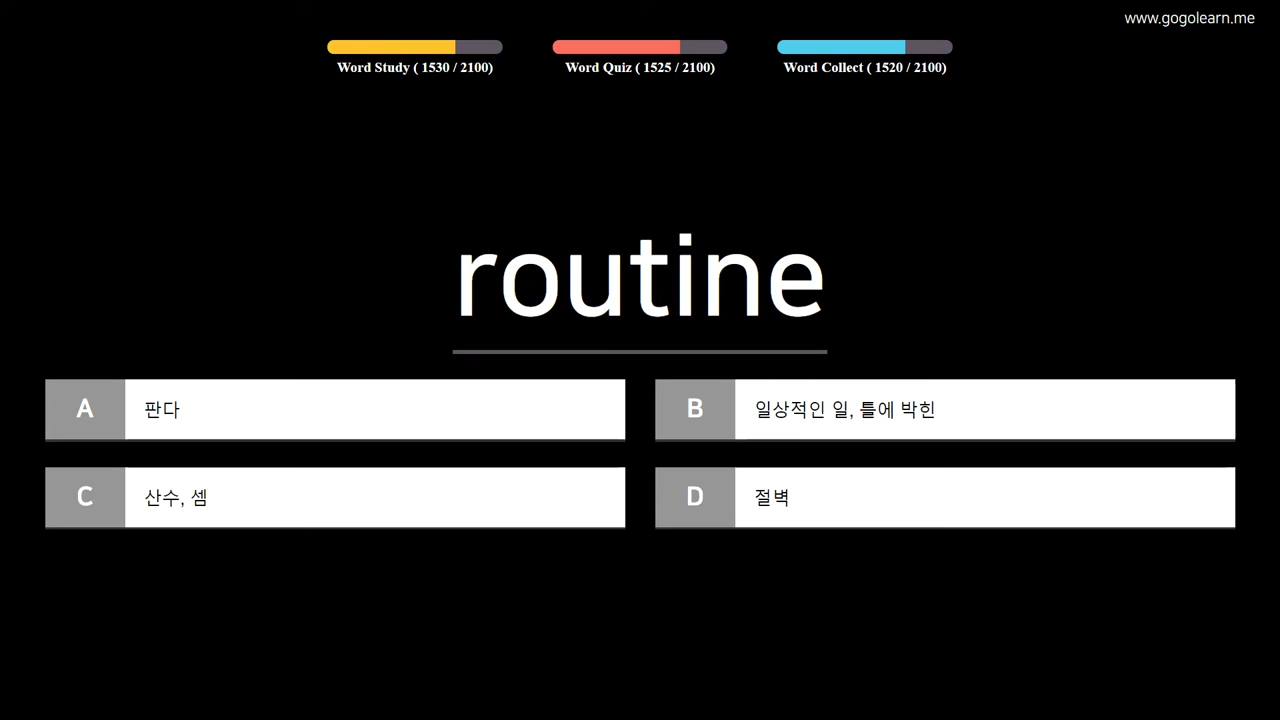 www.gogolearn.me
Word Study ( 1530 / 2100)
Word Quiz ( 1525 / 2100)
Word Collect ( 1520 / 2100)
routine
A 판다
B 일상적인 일, 틀에 박힌
C 산수, 셈
D 절벽